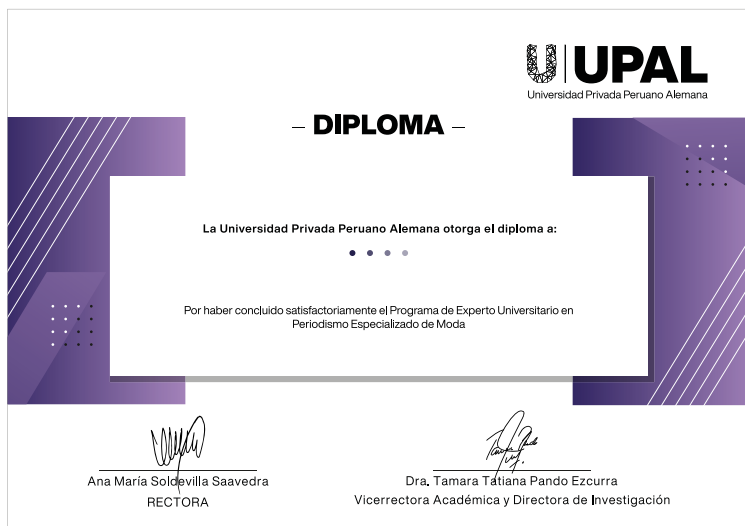 UPAL
Universidad Privada Peruano Alemana
– DIPLOMA –
La Universidad Privada Peruano Alemana otorga el diploma a:
Por haber concluido satisfactoriamente el Programa de Experto Universitario en
Periodismo Especializado de Moda
Ana María Soldevilla Saavedra
RECTORA
Dra. Tamara Tatiana Pando Ezcurra
Vicerrectora Académica y Directora de Investigación